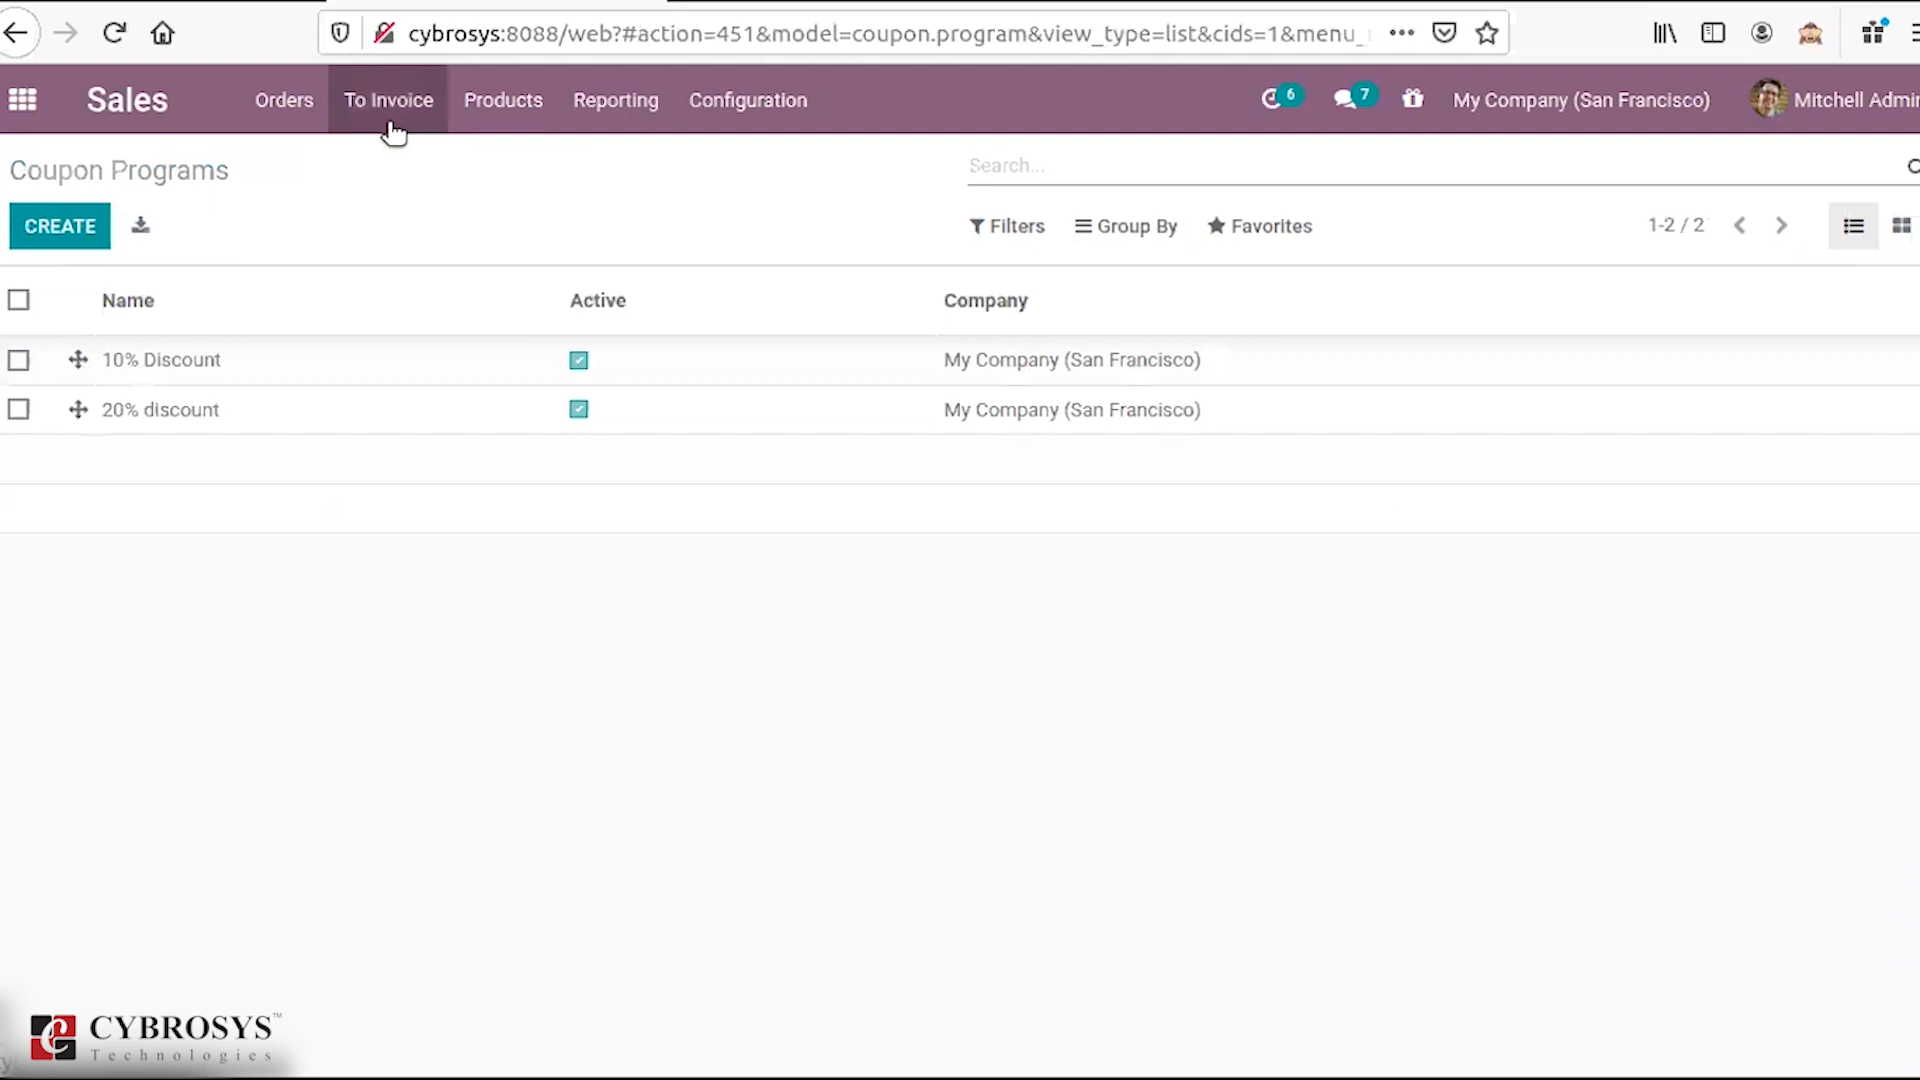 cybrosys:8088/web?#action=451&model=coupon.program&view_type=list&cids=1&menu_
Sales Orders To Invoice Products Reporting Configuration 6 7 My Company (San Francisco) Mitchell Admin
Coupon Programs Search...
CREATE Filters Group By Favorites 1-2 / 2
Name Active Company
10% Discount My Company (San Francisco)
20% discount My Company (San Francisco)
CYBROSYS™
Technologies